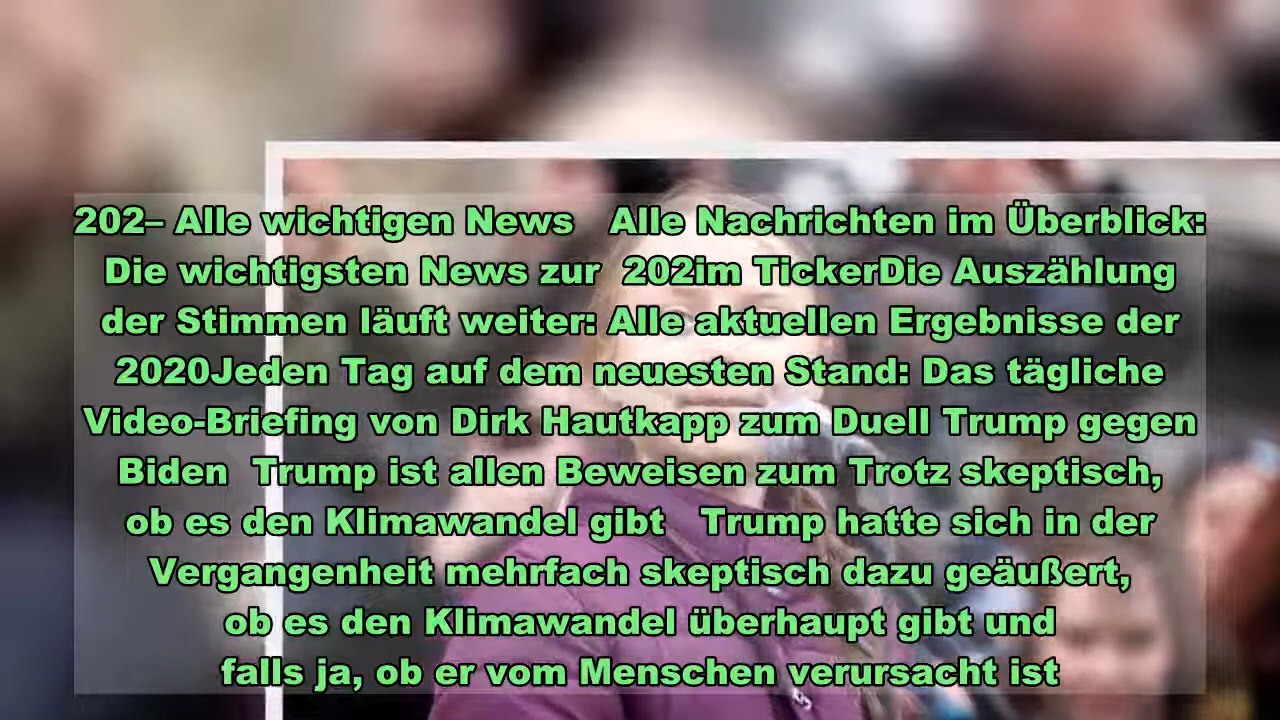 202– Alle wichtigen News Alle Nachrichten im Überblick:
Die wichtigsten News zur 202im TickerDie Auszählung
der Stimmen läuft weiter: Alle aktuellen Ergebnisse der
2020Jeden Tag auf dem neuesten Stand: Das tägliche
Video-Briefing von Dirk Hautkapp zum Duell Trump gegen
Biden Trump ist allen Beweisen zum Trotz skeptisch,
ob es den Klimawandel gibt Trump hatte sich in der
Vergangenheit mehrfach skeptisch dazu geäußert,
ob es den Klimawandel überhaupt gibt und
falls ja, ob er vom Menschen verursacht ist